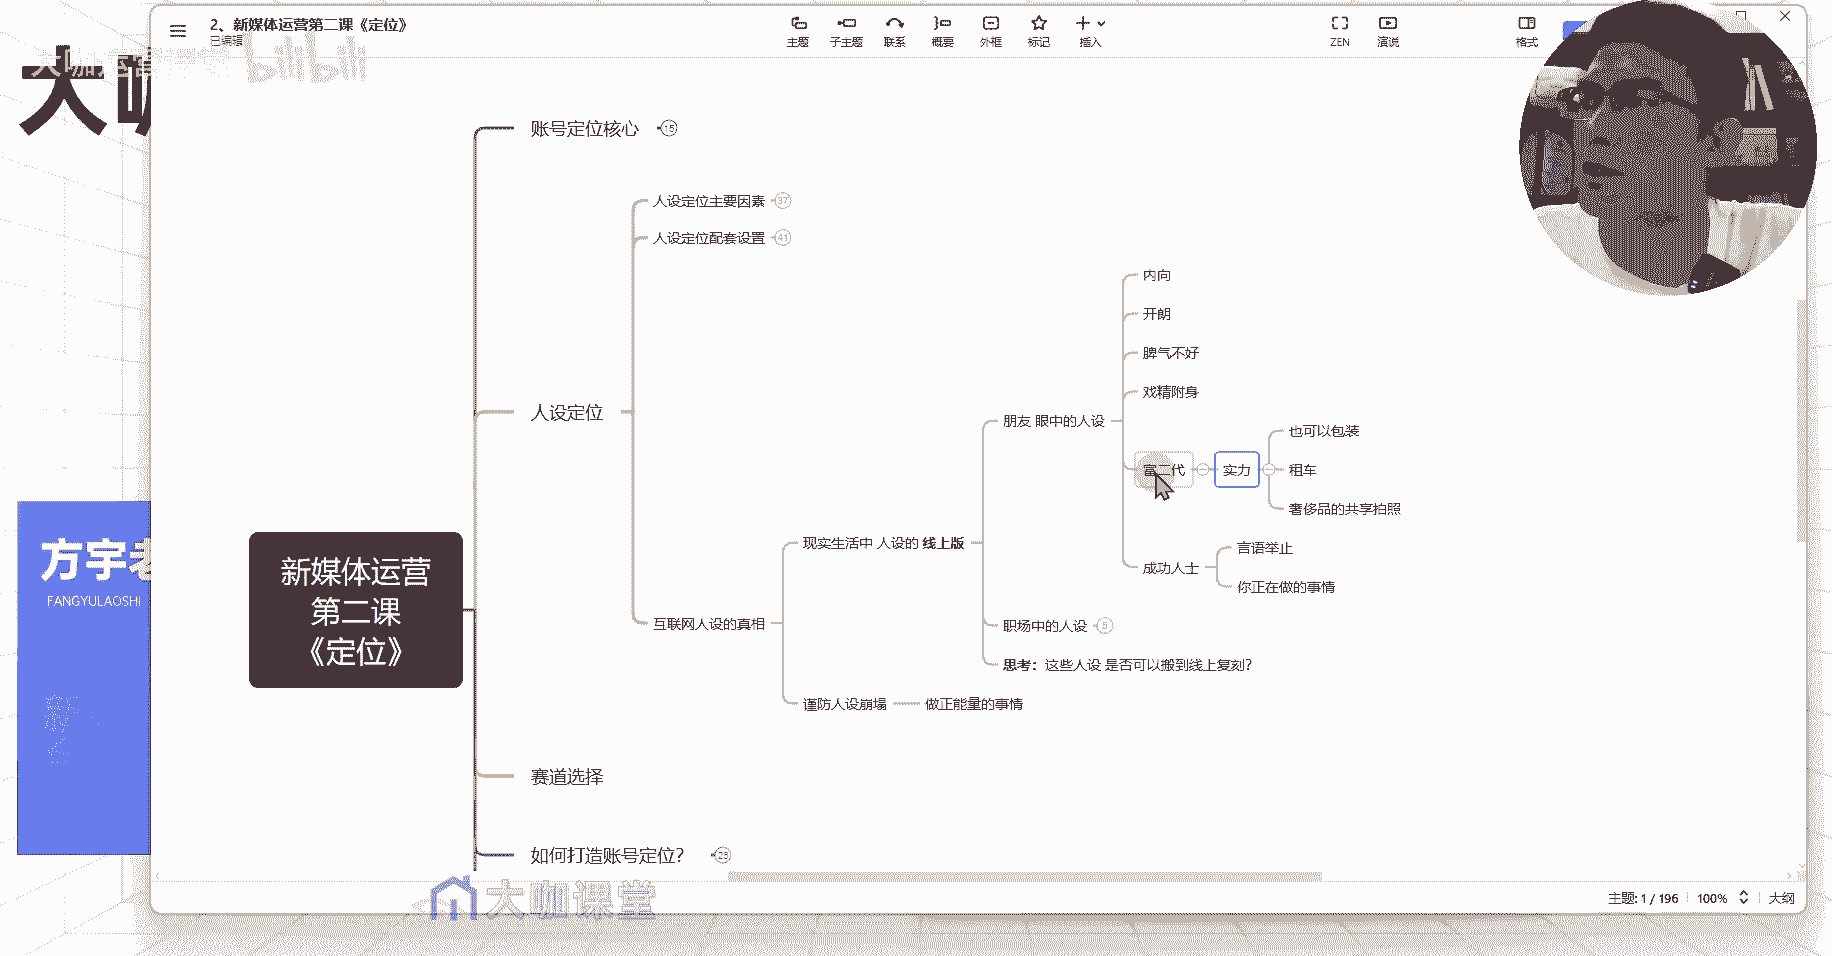 2、新媒体运营第二课《定位》
已编辑
主题
子主题
联系
概要
外框
标记
插入
ZEN
演说
格式
大咖
bilibili
账号定位核心
15
人设定位主要因素
37
人设定位配套设置
41
内向
开朗
脾气不好
戏精附身
人设定位
朋友 眼中的人设
也可以包装
富二代
实力
租车
奢侈品的共享拍照
现实生活中 人设的 线上版
言语举止
成功人士
你正在做的事情
新媒体运营
第二课
《定位》
互联网人设的真相
职场中的人设
5
思考：这些人设 是否可以搬到线上复刻？
谨防人设崩塌
做正能量的事情
赛道选择
如何打造账号定位？
28
方宇老
FANGYULAOSHI
大咖课堂
主题: 1 / 196
100%
大纲